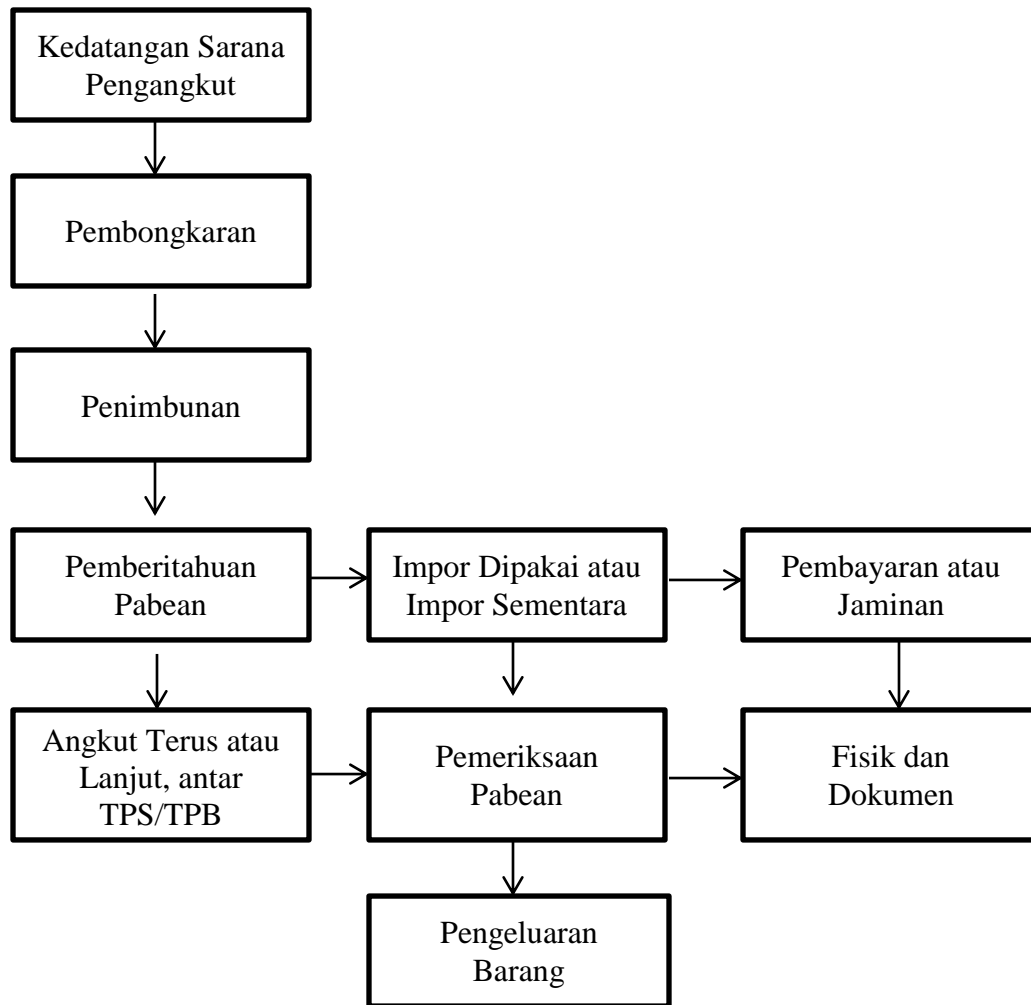 Kedatangan Sarana
Pengangkut
Pembongkaran
Penimbunan
Pemberitahuan
Pabean
Impor Dipakai atau
Impor Sementara
Pembayaran atau
Jaminan
Angkut Terus atau
Lanjut, antar
TPS/TPB
Pemeriksaan
Pabean
Fisik dan
Dokumen
Pengeluaran
Barang